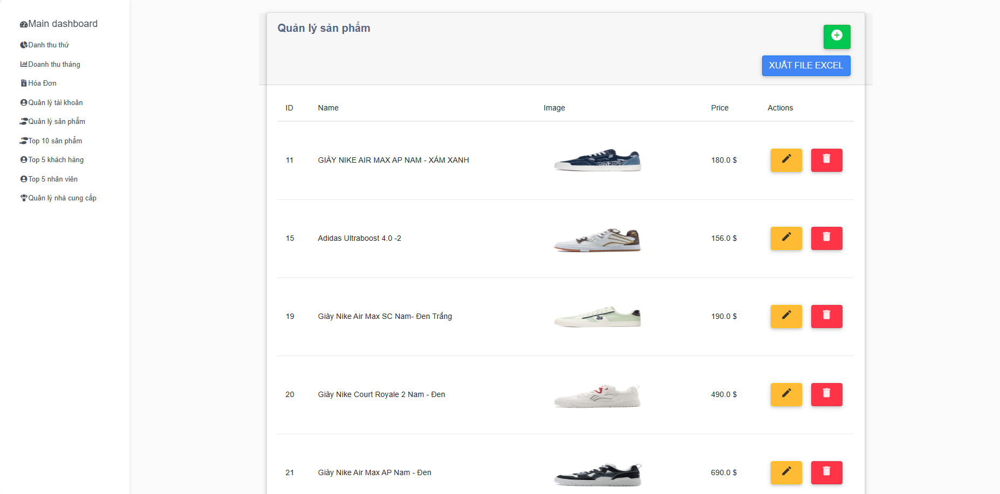 Main dashboard
Danh thu thứ
Doanh thu tháng
Hóa Đơn
Quản lý tài khoản
Quản lý sản phẩm
Top 10 sản phẩm
Top 5 khách hàng
Top 5 nhân viên
Quản lý nhà cung cấp
Quản lý sản phẩm
XUẤT FILE EXCEL
ID Name Image Price Actions
11 GIÀY NIKE AIR MAX AP NAM - XÁM XANH 180.0 $
15 Adidas Ultraboost 4.0 -2 156.0 $
19 Giày Nike Air Max SC Nam- Đen Trắng 190.0 $
20 Giày Nike Court Royale 2 Nam - Đen 490.0 $
21 Giày Nike Air Max AP Nam - Đen 690.0 $